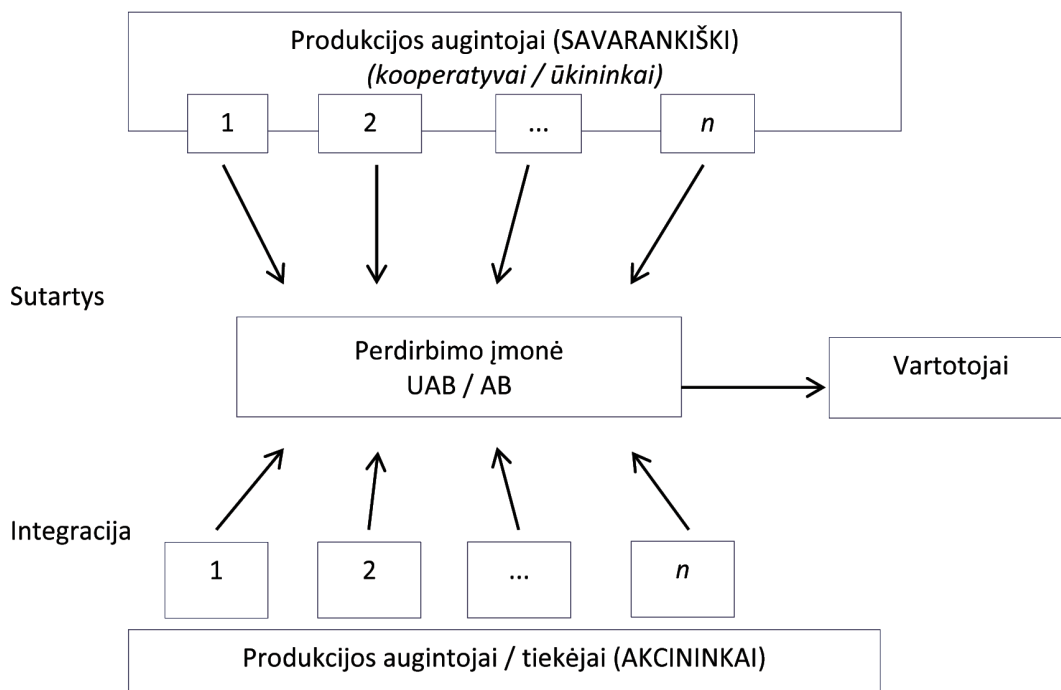 Produkcijos augintojai (SAVARANKIŠKI)
(kooperatyvai / ūkininkai)
1
2
...
n
Sutartys
Perdirbimo įmonė
UAB / AB
Vartotojai
Integracija
1
2
...
n
Produkcijos augintojai / tiekėjai (AKCININKAI)